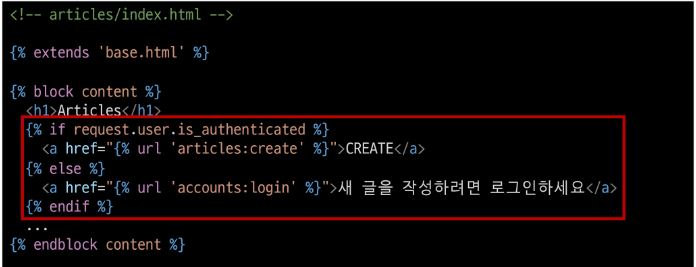 <!-- articles/index.html -->
{% extends 'base.html' %}
{% block content %}
<h1>Articles</h1>
{% if request.user.is_authenticated %}
<a href="{% url 'articles:create' %}">CREATE</a>
{% else %}
<a href="{% url 'accounts:login' %}">새 글을 작성하려면 로그인하세요</a>
{% endif %}
...
{% endblock content %}